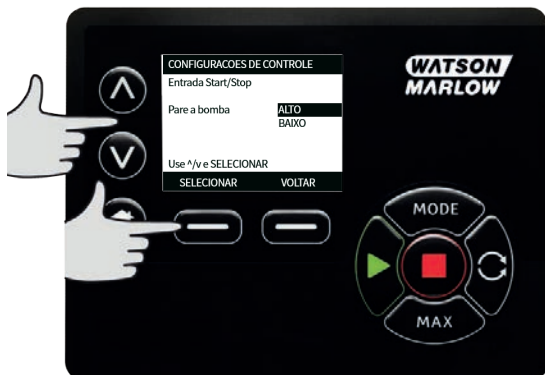 CONFIGURACOES DE CONTROLE
Entrada Start/Stop
Pare a bomba ALTO
BAIXO
Use ^/v e SELECIONAR
SELECIONAR VOLTAR
WATSON
MARLOW
MODE
MAX